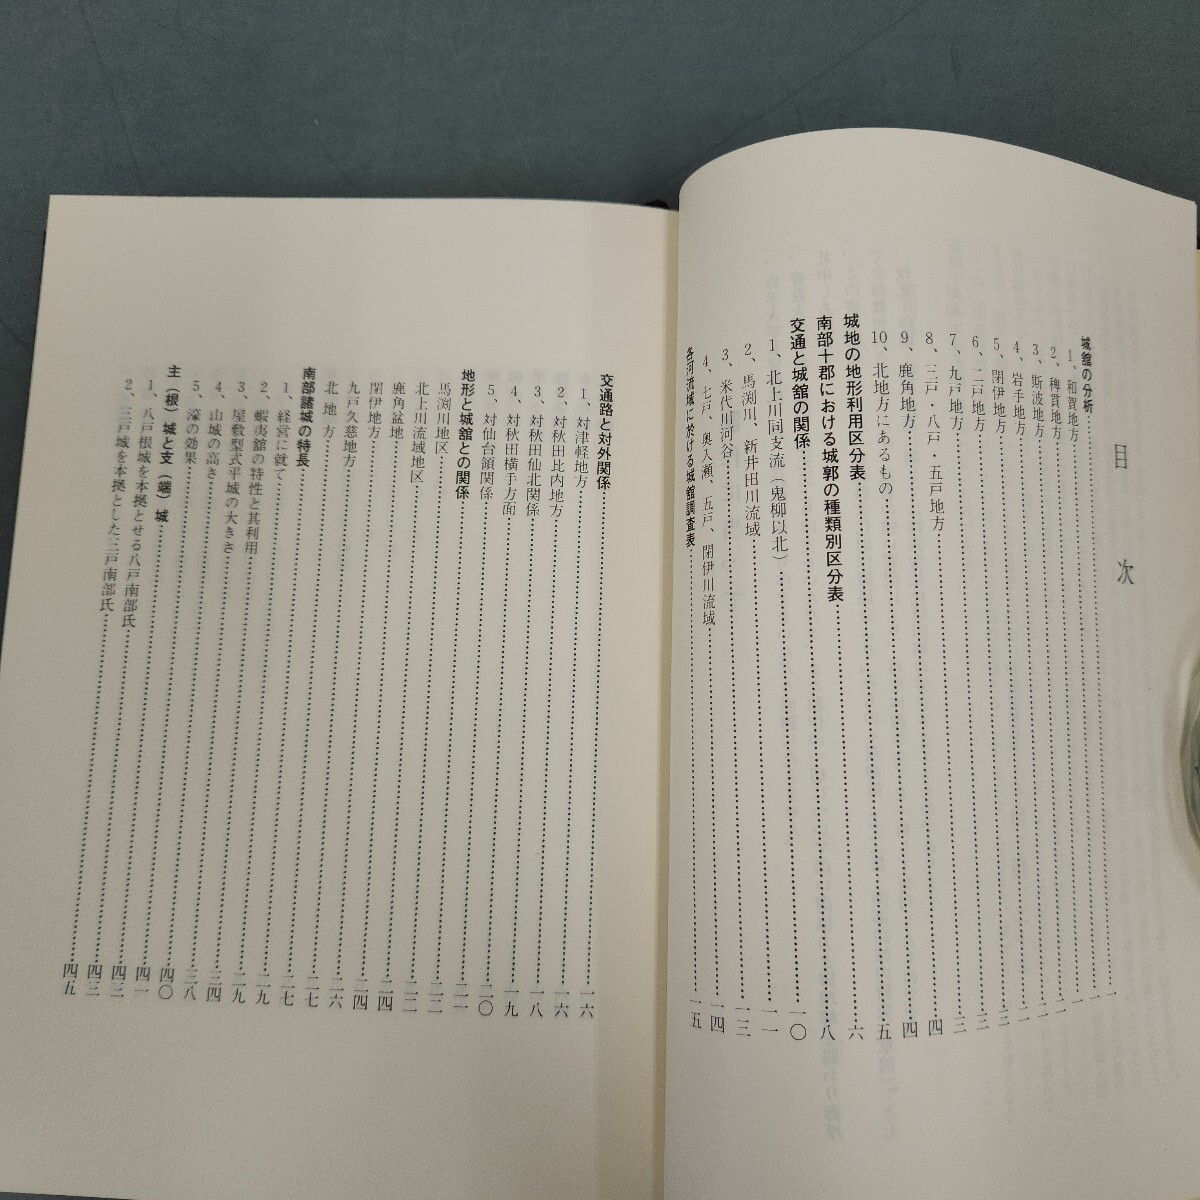 目次
城舘の分析
1、和賀地方
2、稗貫地方
3、斯波地方
4、岩手地方
5、閉伊地方……三
6、二戸地方……三
7、九戸地方……三
8、三戸・八戸・五戸地方……四
9、鹿角地方……四
10、北地方にあるもの……五
城地の地形利用区分表……六
南部十郡における城郭の種類別区分表……八
交通と城舘の関係……一〇
1、北上川同支流（鬼柳以北）……一一
2、馬渕川、新井田川流域……一三
3、米代川河谷……一四
4、七戸、奥入瀬、五戸、閉伊川流域……一五
各河流域に於ける城舘調査表
交通路と対外関係……一六
1、対津軽地方……一六
2、対秋田比内地方……一八
3、対秋田仙北関係……一九
4、対秋田横手方面……二〇
5、対仙台領関係……二一
地形と城舘との関係……二二
馬渕川地区……二二
北上川流域地区……二四
鹿角盆地……二四
閉伊地方……二六
九戸久慈地方……二七
北地方……二七
南部諸城の特長……二九
1、経営に就て……二九
2、蝦夷舘の特性と其利用……三四
3、屋敷型式平城の大きさ……三八
4、山城の高さ……四〇
5、濠の効果……四一
主（根）城と支（端）城……四三
1、八戸根城を本拠とせる八戸南部氏……四三
2、三戸城を本拠とした三戸南部氏……四五